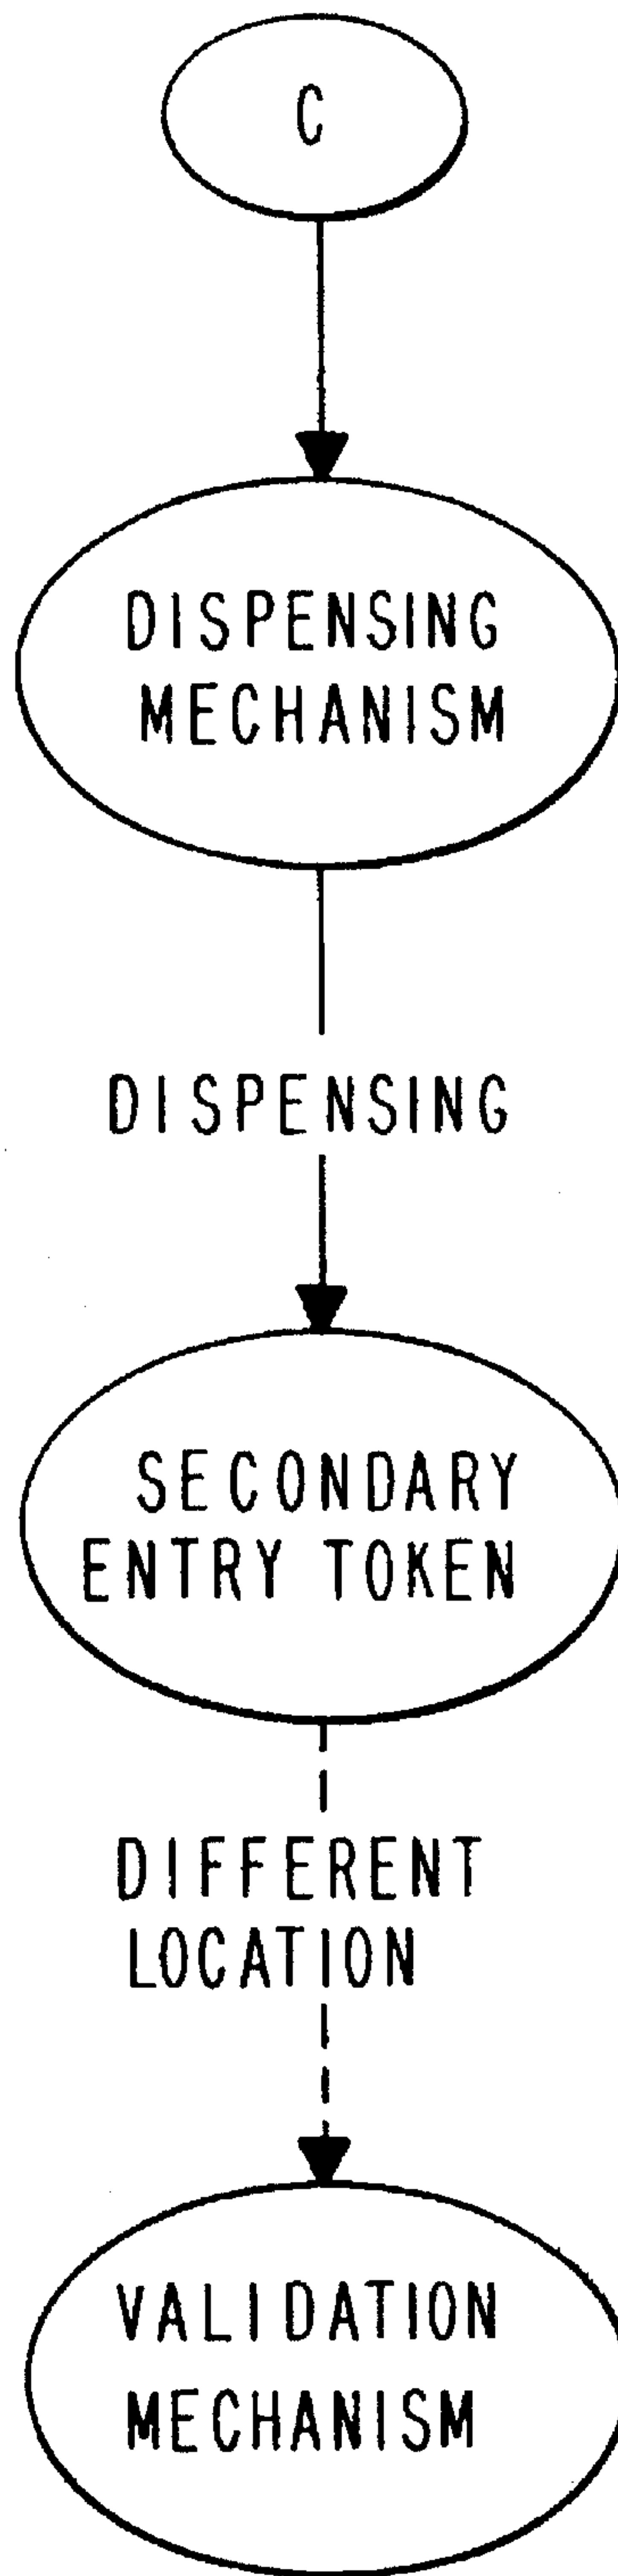 C
DISPENSING
MECHANISM
DISPENSING
SECONDARY
ENTRY TOKEN
DIFFERENT
LOCATION
VALIDATION
MECHANISM